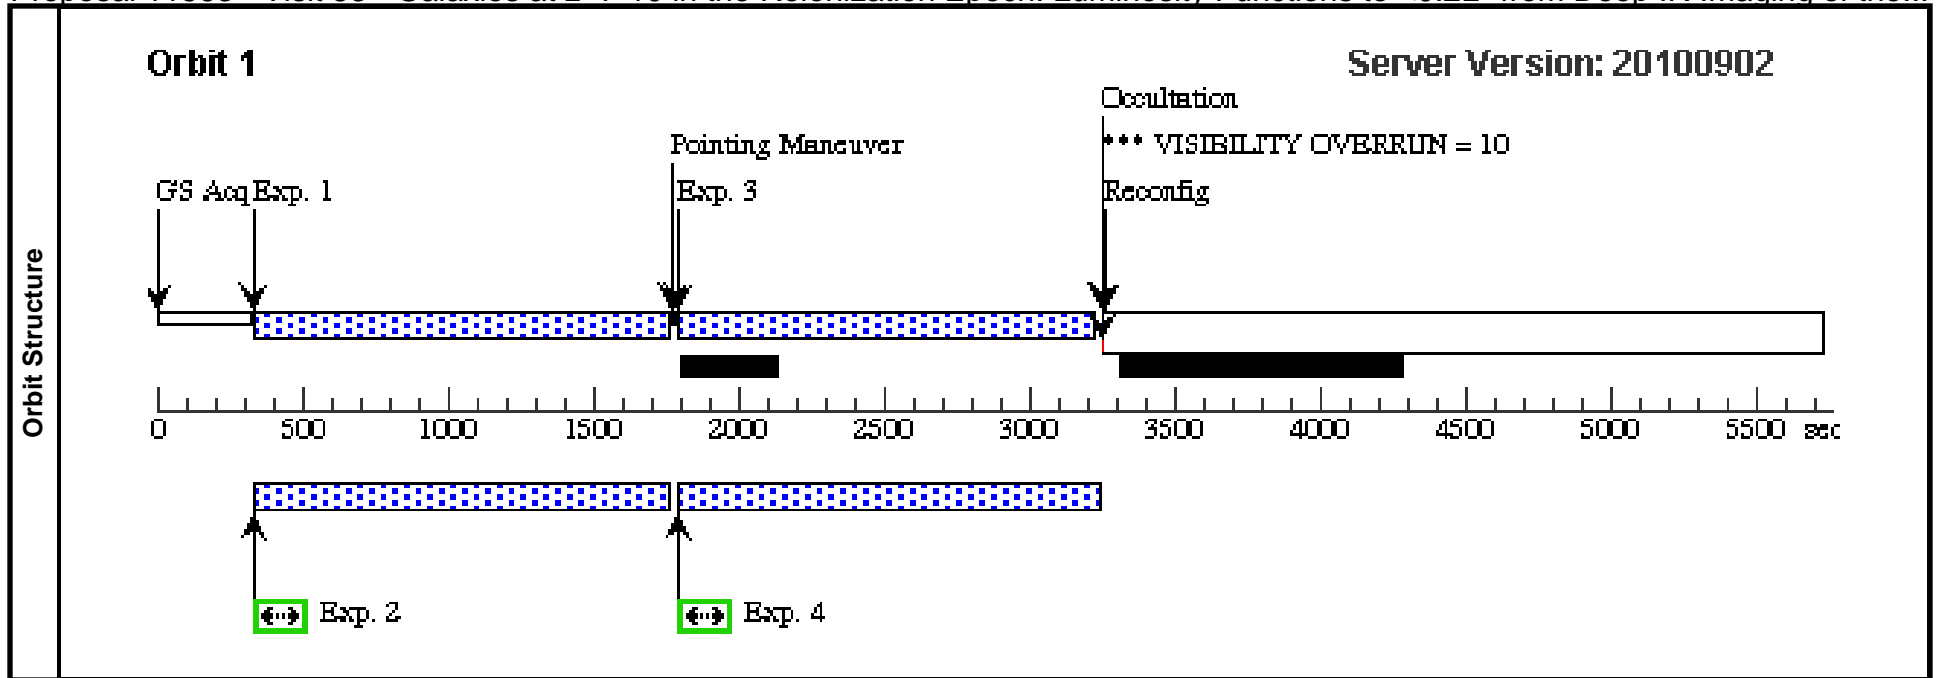 Orbit 1
Server Version: 20100902
Occultation
Pointing Maneuver
*** VISIBILITY OVERRUN = 10
GS Acq Exp. 1
Exp. 3
Reconfig
Orbit Structure
0 500 1000 1500 2000 2500 3000 3500 4000 4500 5000 5500 sec
Exp. 2
Exp. 4